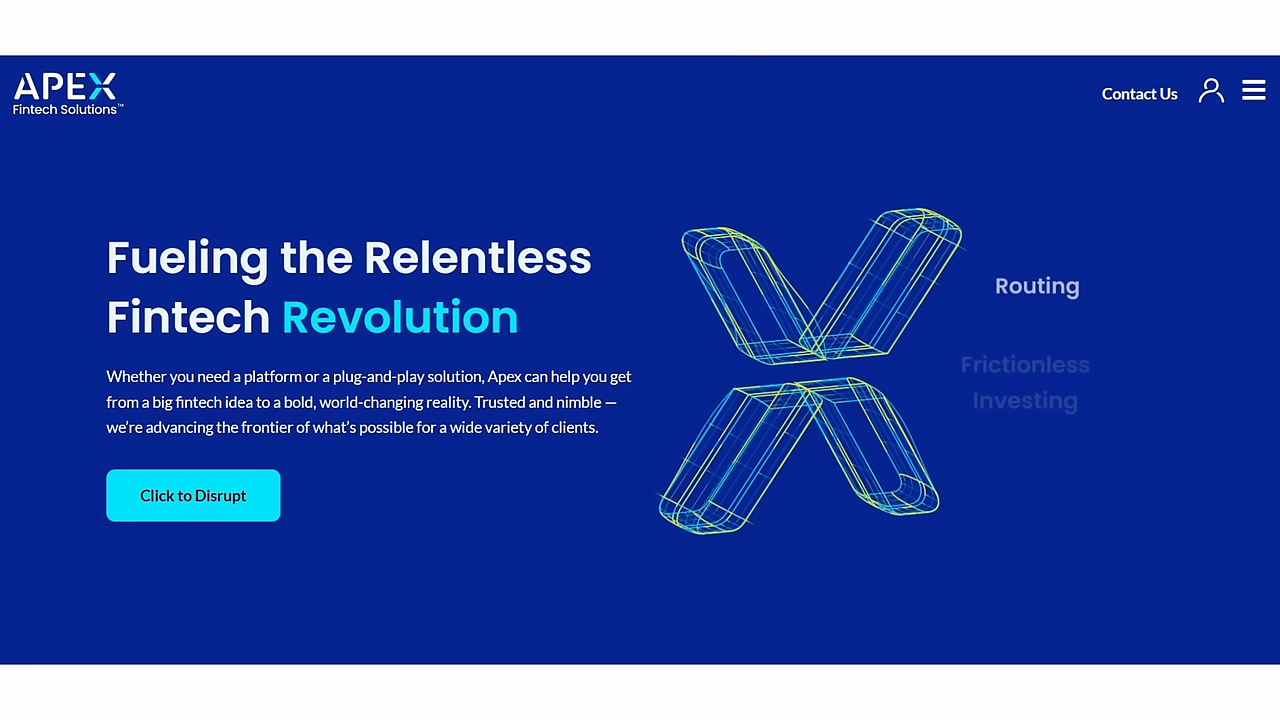 APEX
Fintech Solutions™
Contact Us
Fueling the Relentless
Fintech Revolution
Whether you need a platform or a plug-and-play solution, Apex can help you get
from a big fintech idea to a bold, world-changing reality. Trusted and nimble —
we're advancing the frontier of what's possible for a wide variety of clients.
Click to Disrupt
Routing
Frictionless
Investing